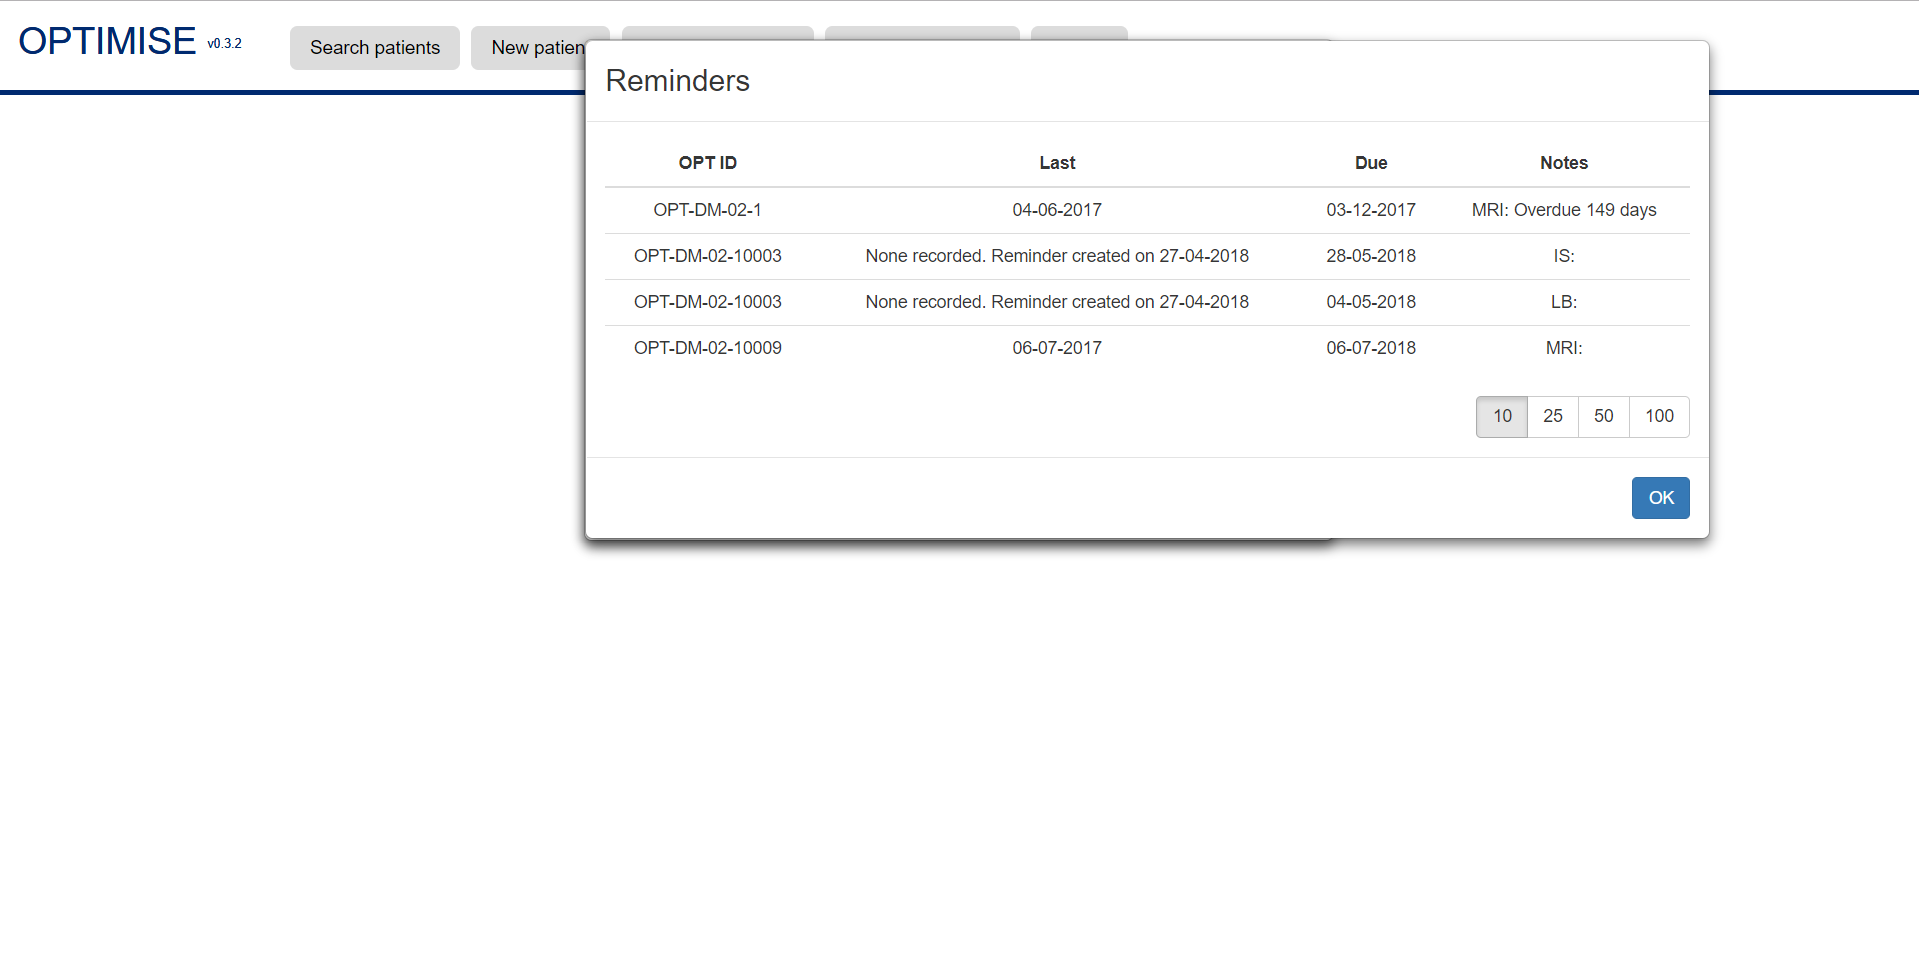 OPTIMISE v0.3.2
Search patients
New patien
Reminders
OPT ID Last Due Notes
OPT-DM-02-1 04-06-2017 03-12-2017 MRI: Overdue 149 days
OPT-DM-02-10003 None recorded. Reminder created on 27-04-2018 28-05-2018 IS:
OPT-DM-02-10003 None recorded. Reminder created on 27-04-2018 04-05-2018 LB:
OPT-DM-02-10009 06-07-2017 06-07-2018 MRI:
10 25 50 100
OK